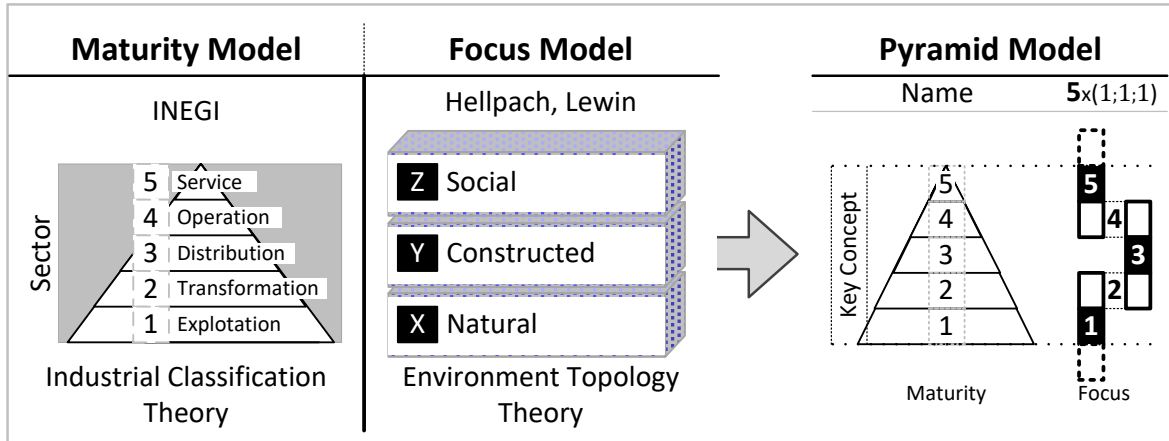 Maturity Model
INEGI
Sector
5 Service
4 Operation
3 Distribution
2 Transformation
1 Explotation
Industrial Classification
Theory
Focus Model
Hellpach, Lewin
Z Social
Y Constructed
X Natural
Environment Topology
Theory
Pyramid Model
Name
5x(1;1;1)
Key Concept
5
4
3
2
1
Maturity
5
4
3
2
1
Focus